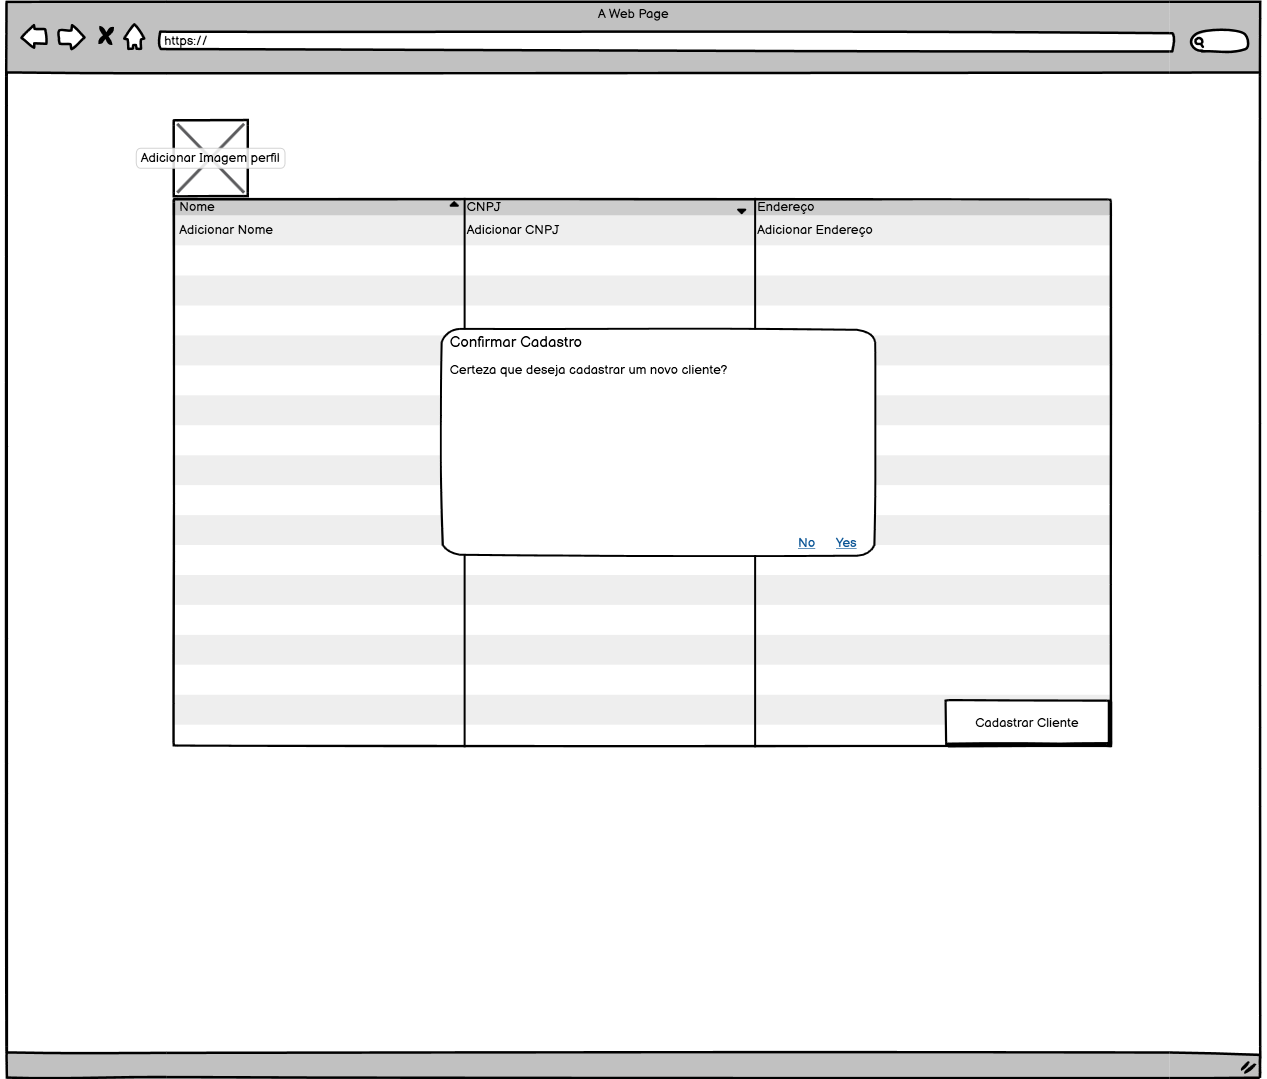 A Web Page
https://
Adicionar Imagem perfil
Nome CNPJ Endereço
Adicionar Nome Adicionar CNPJ Adicionar Endereço
Confirmar Cadastro
Certeza que deseja cadastrar um novo cliente?
No Yes
Cadastrar Cliente